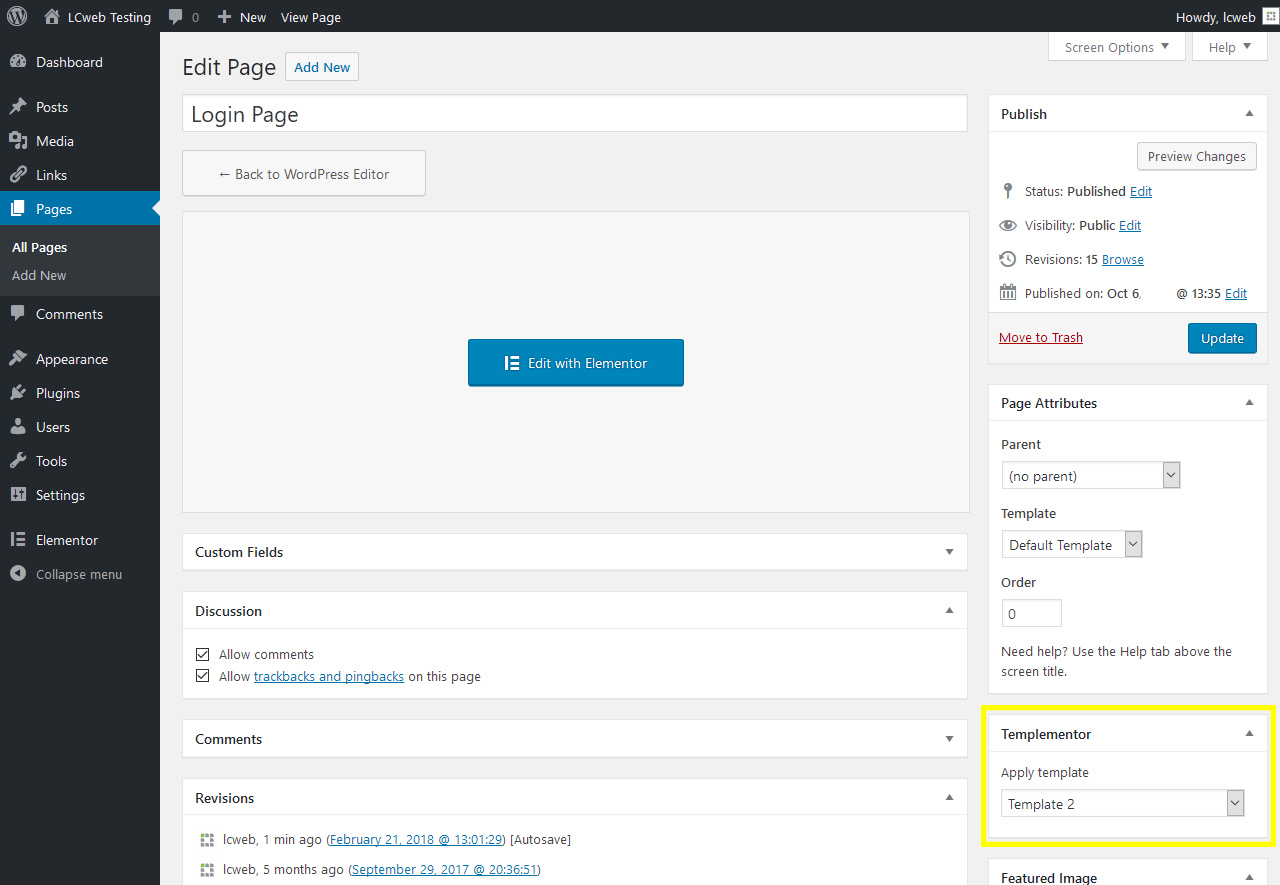 LCweb Testing 0 New View Page Howdy, lcweb
Screen Options Help
Dashboard
Posts
Media
Links
Pages
All Pages
Add New
Comments
Appearance
Plugins
Users
Tools
Settings
Elementor
Collapse menu
Edit Page Add New
Login Page
← Back to WordPress Editor
Edit with Elementor
Custom Fields
Discussion
Allow comments
Allow trackbacks and pingbacks on this page
Comments
Revisions
lcweb, 1 min ago (February 21, 2018 @ 13:01:29) [Autosave]
lcweb, 5 months ago (September 29, 2017 @ 20:36:51)
Publish
Preview Changes
Status: Published Edit
Visibility: Public Edit
Revisions: 15 Browse
Published on: Oct 6, @ 13:35 Edit
Move to Trash Update
Page Attributes
Parent
(no parent)
Template
Default Template
Order
0
Need help? Use the Help tab above the
screen title.
Templementor
Apply template
Template 2
Featured Image